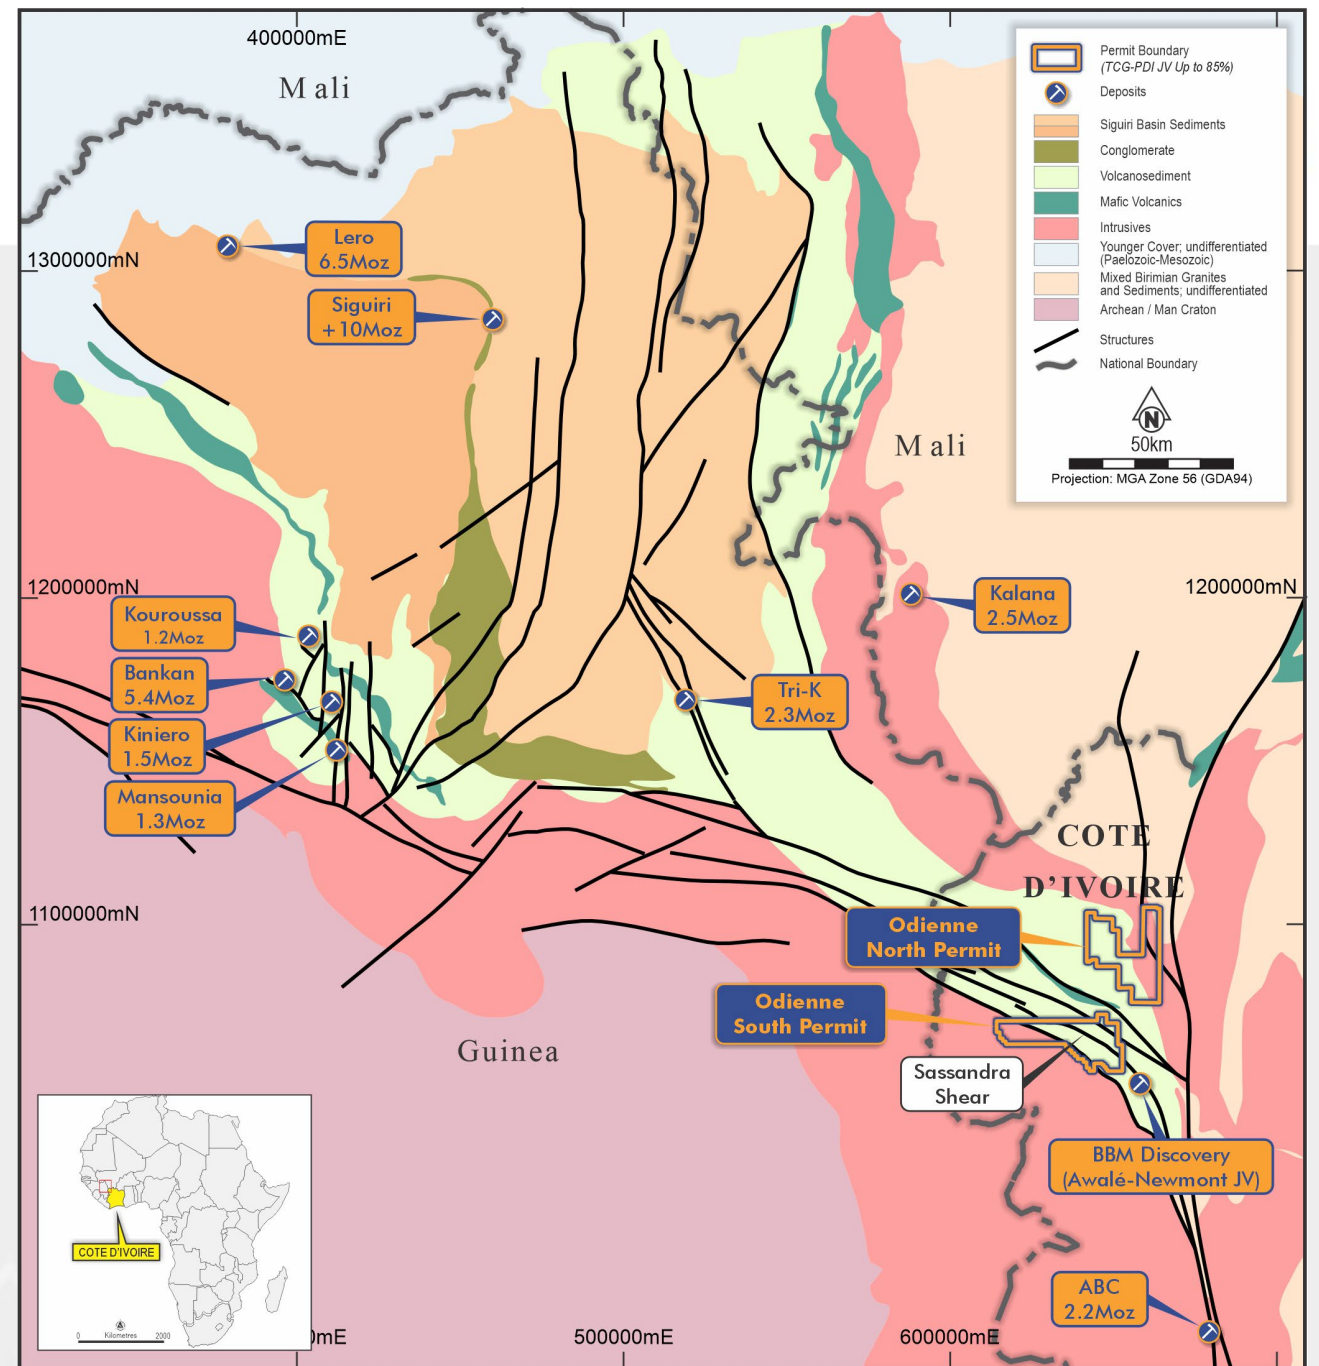 400000mE
Mali
Permit Boundary
(TCG-PDI JV Up to 85%)
Deposits
Siguiri Basin Sediments
Conglomerate
Volcanosediment
Mafic Volcanics
Intrusives
Younger Cover; undifferentiated
(Paelozoic-Mesozoic)
Mixed Birimian Granites
and Sediments; undifferentiated
Archean / Man Craton
Structures
National Boundary
N
50km
Projection: MGA Zone 56 (GDA94)
1300000mN
Lero
6.5Moz
Siguiri
+10Moz
Mali
1200000mN
1200000mN
Kouroussa
1.2Moz
Kalana
2.5Moz
Bankan
5.4Moz
Tri-K
2.3Moz
Kiniero
1.5Moz
Mansounia
1.3Moz
COTE
D'IVOIRE
1100000mN
Odienne
North Permit
Odienne
South Permit
Guinea
Sassandra
Shear
BBM Discovery
(Awalé-Newmont JV)
COTE D'IVOIRE
ABC
2.2Moz
0 Kilometres 2000
0mE
500000mE
600000mE